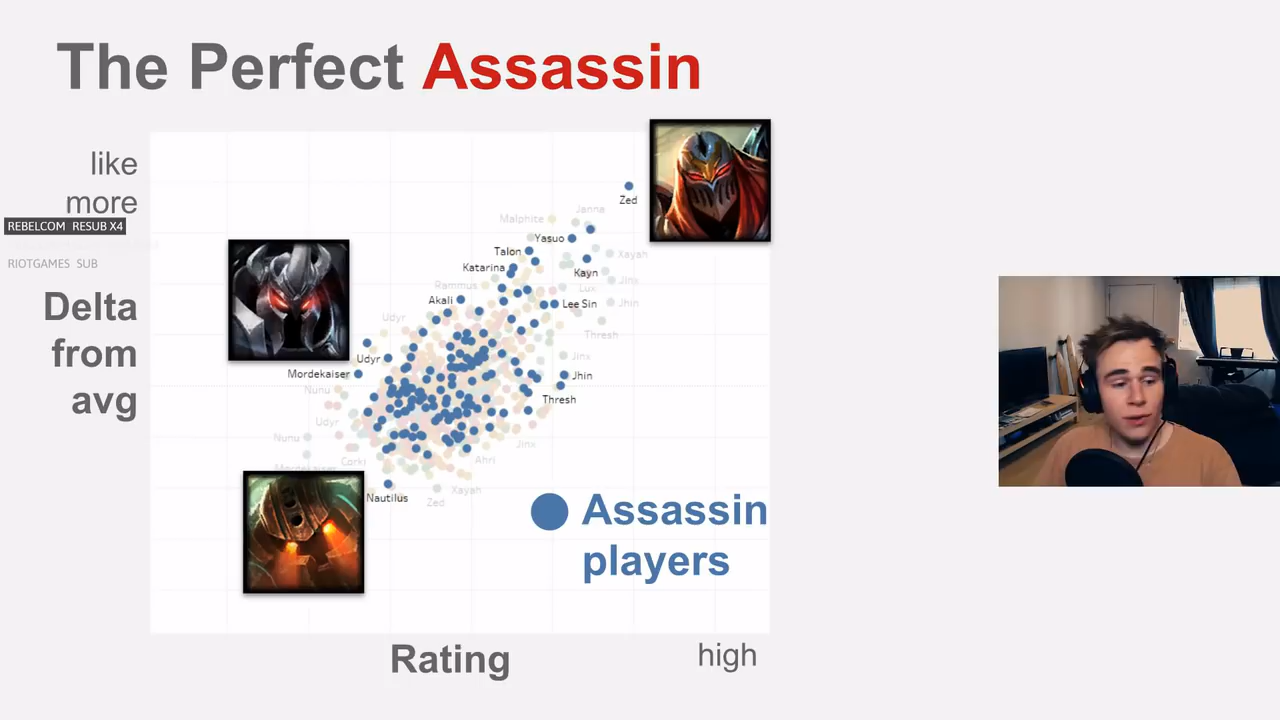 The Perfect Assassin
like
more
REBELCOM RESUB X4
RIOTGAMES SUB
Delta
from
avg
Zed
Janna
Malphite
Yasuo
Talon
Xayah
Katarina
Kayn
Jinx
Rammus
Lux
Akali
Lee Sin
Jhin
Udyr
Thresh
Udyr
Jinx
Mordekaiser
Jhin
Nunu
Thresh
Udyr
Nunu
Jinx
Corki
Ahri
Mordekaiser
Nautilus
Xayah
Zed
Assassin
players
Rating
high